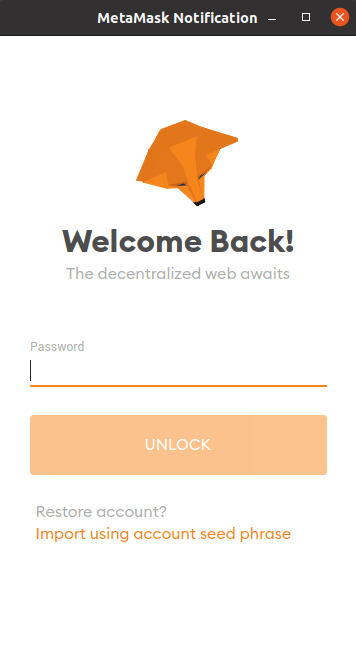 MetaMask Notification
Welcome Back!
The decentralized web awaits
Password
UNLOCK
Restore account?
Import using account seed phrase